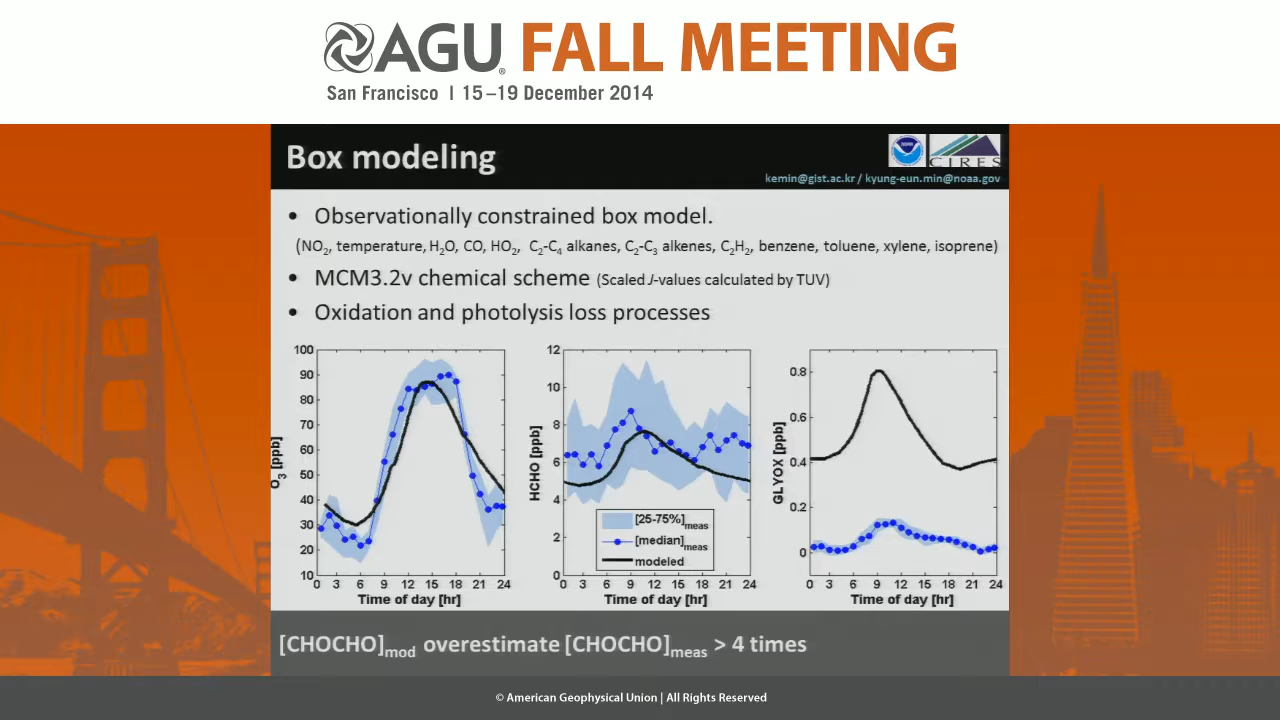 AGU® FALL MEETING
San Francisco | 15–19 December 2014
Box modeling
NOAA
CIRES
kemin@gist.ac.kr / kyung-eun.min@noaa.gov
• Observationally constrained box model.
(NO2, temperature, H2O, CO, HO2, C2-C4 alkanes, C2-C3 alkenes, C2H2, benzene, toluene, xylene, isoprene)
• MCM3.2v chemical scheme (Scaled J-values calculated by TUV)
• Oxidation and photolysis loss processes
O3 [ppb]
100
90
80
70
60
50
40
30
20
10
0 3 6 9 12 15 18 21 24
Time of day [hr]
HCHO [ppb]
12
10
8
6
4
2
0
[25-75%]meas
[median]meas
modeled
0 3 6 9 12 15 18 21 24
Time of day [hr]
GLYOX [ppb]
0.8
0.6
0.4
0.2
0
0 3 6 9 12 15 18 21 24
Time of day [hr]
[CHOCHO]mod overestimate [CHOCHO]meas > 4 times
© American Geophysical Union | All Rights Reserved